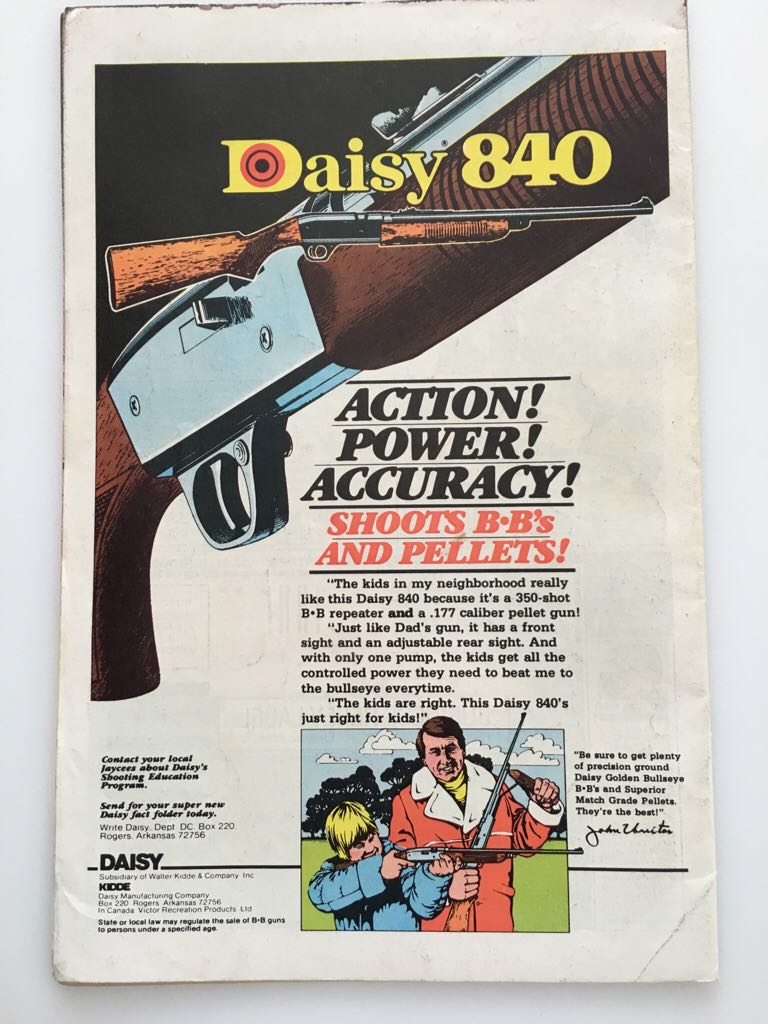 Daisy® 840
ACTION!
POWER!
ACCURACY!
SHOOTS B•B's
AND PELLETS!
"The kids in my neighborhood really
like this Daisy 840 because it's a 350-shot
B•B repeater and a .177 caliber pellet gun!
"Just like Dad's gun, it has a front
sight and an adjustable rear sight. And
with only one pump, the kids get all the
controlled power they need to beat me to
the bullseye everytime.
"The kids are right. This Daisy 840's
just right for kids!"
"Be sure to get plenty
of precision ground
Daisy Golden Bullseye
B•B's and Superior
Match Grade Pellets.
They're the best!"
John Unitas
Contact your local
Jaycees about Daisy's
Shooting Education
Program.
Send for your super new
Daisy fact folder today.
Write Daisy, Dept. DC, Box 220,
Rogers, Arkansas 72756
DAISY
Subsidiary of Walter Kidde & Company Inc
KIDDE
Daisy Manufacturing Company
Box 220 Rogers Arkansas 72756
In Canada Victor Recreation Products Ltd
State or local law may regulate the sale of B•B guns
to persons under a specified age.